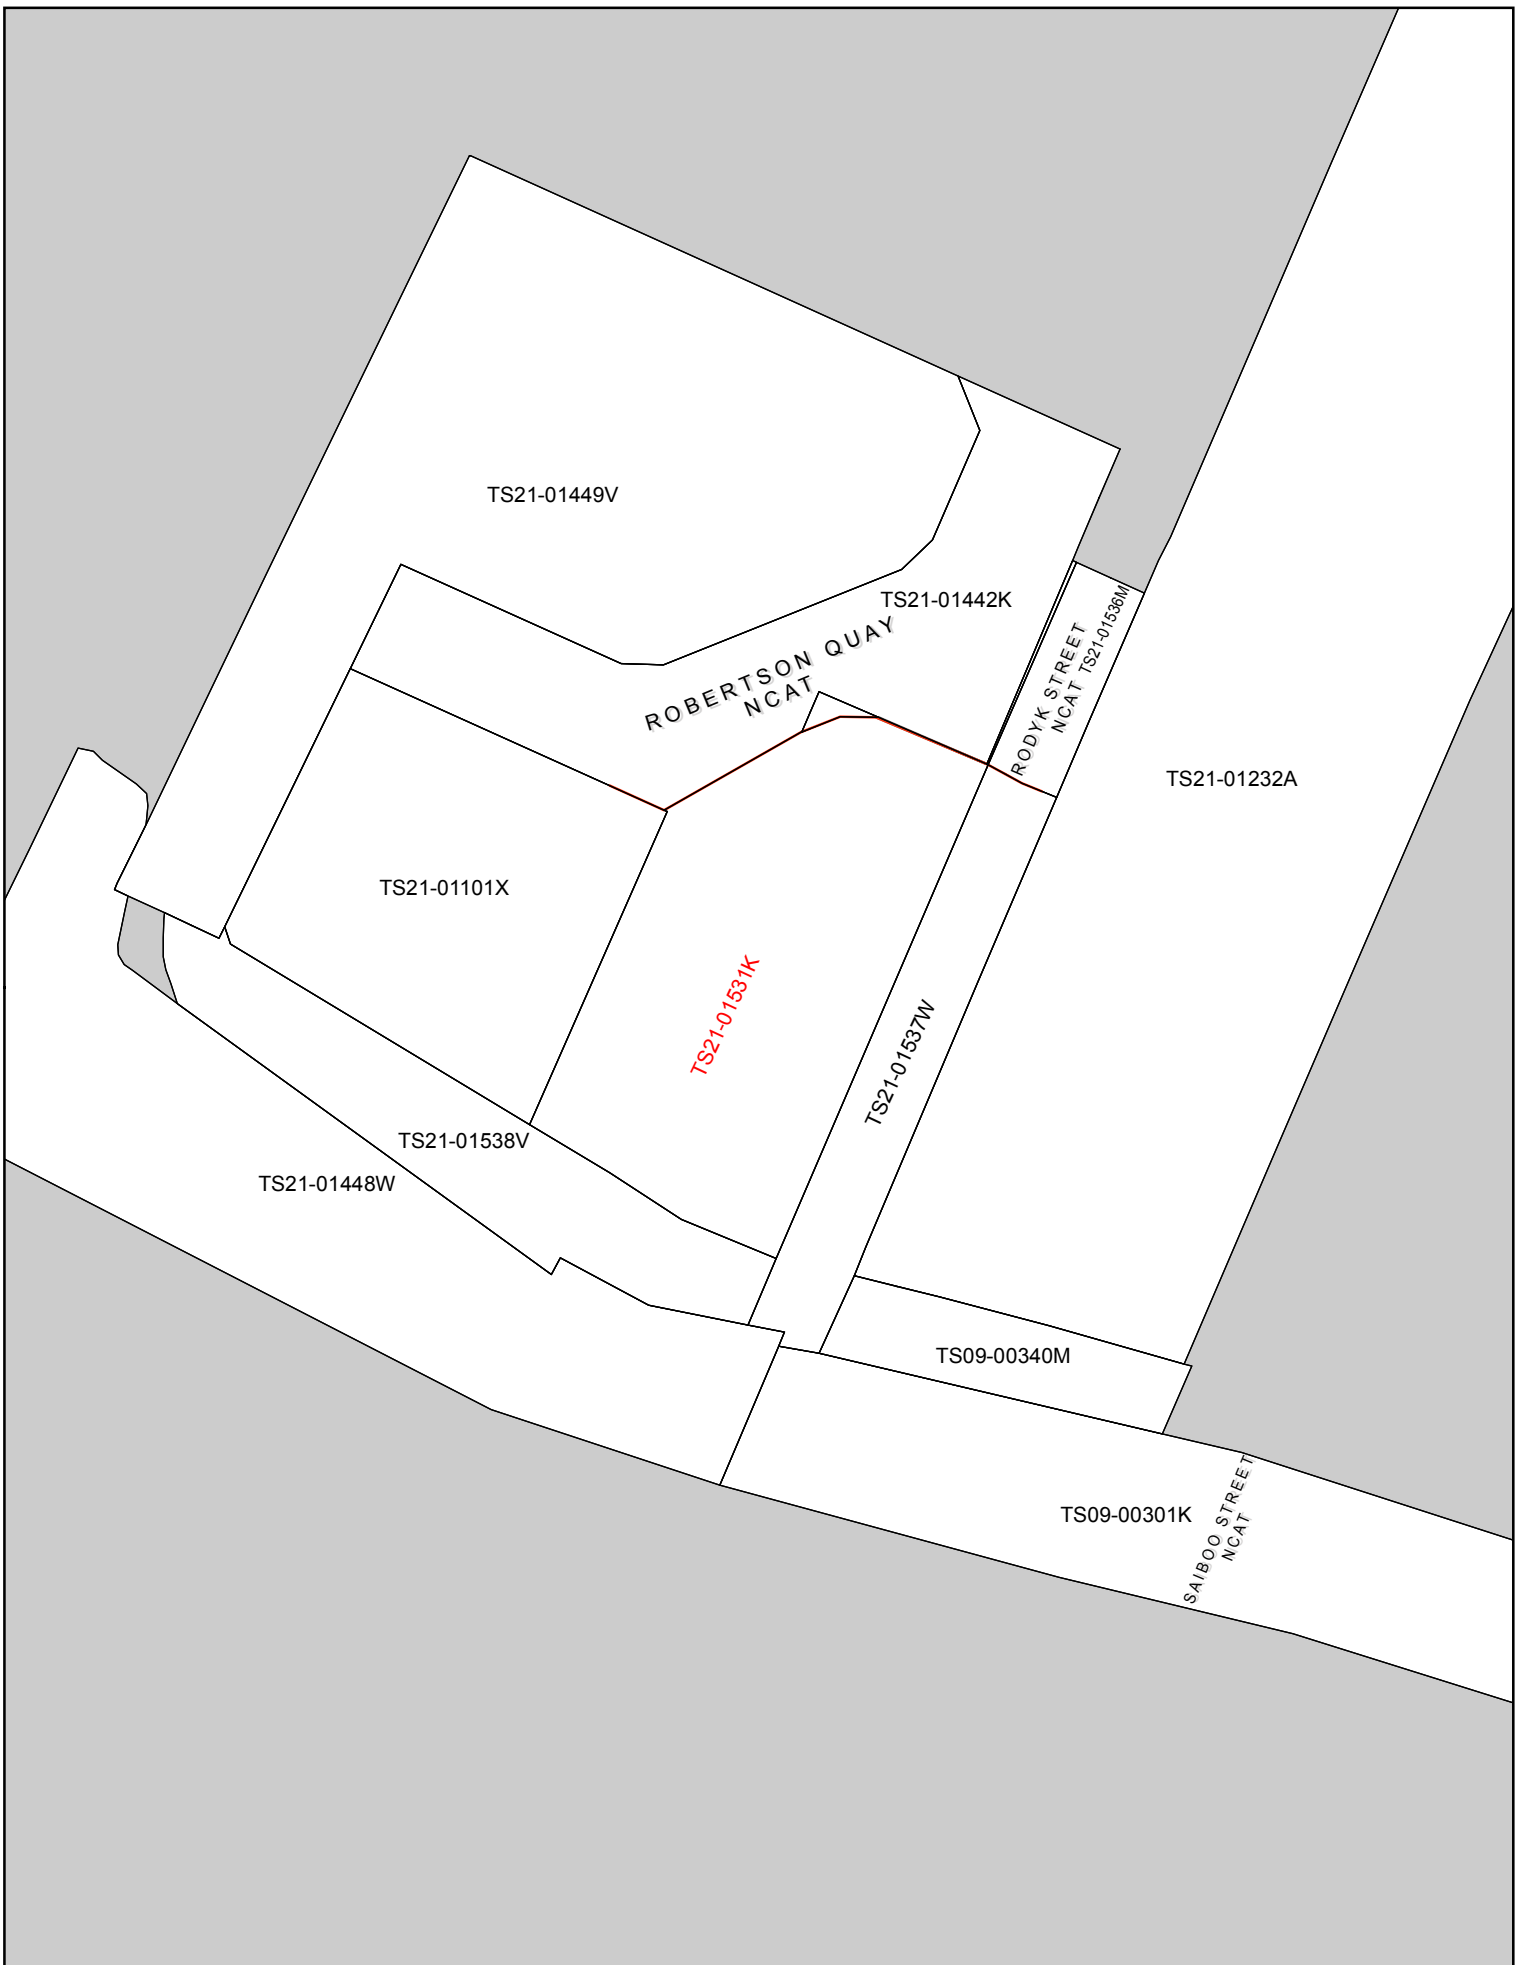 TS21-01449V
TS21-01442K
ROBERTSON QUAY
NCAT
RODYK STREET
NCAT TS21-01536M
TS21-01232A
TS21-01101X
TS21-01531K
TS21-01537W
TS21-01538V
TS21-01448W
TS09-00340M
TS09-00301K
SAIBOO STREET
NCAT